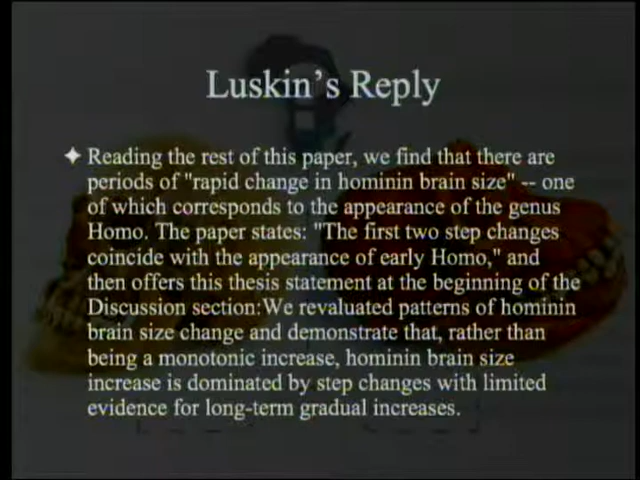 Luskin's Reply
✦ Reading the rest of this paper, we find that there are
periods of "rapid change in hominin brain size" -- one
of which corresponds to the appearance of the genus
Homo. The paper states: "The first two step changes
coincide with the appearance of early Homo," and
then offers this thesis statement at the beginning of the
Discussion section:We revaluated patterns of hominin
brain size change and demonstrate that, rather than
being a monotonic increase, hominin brain size
increase is dominated by step changes with limited
evidence for long-term gradual increases.